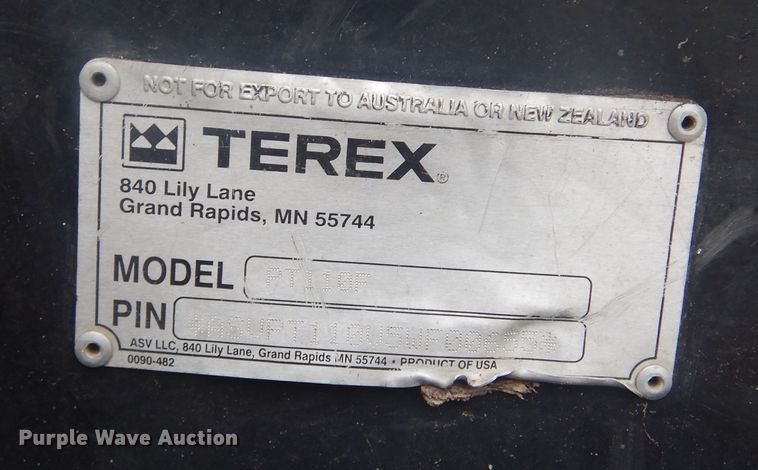 NOT FOR EXPORT TO AUSTRALIA OR NEW ZEALAND
TEREX®
840 Lily Lane
Grand Rapids, MN 55744
MODEL PT110F
PIN
ASV LLC, 840 Lily Lane, Grand Rapids MN 55744 • PRODUCT OF USA
0090-482
Purple Wave Auction